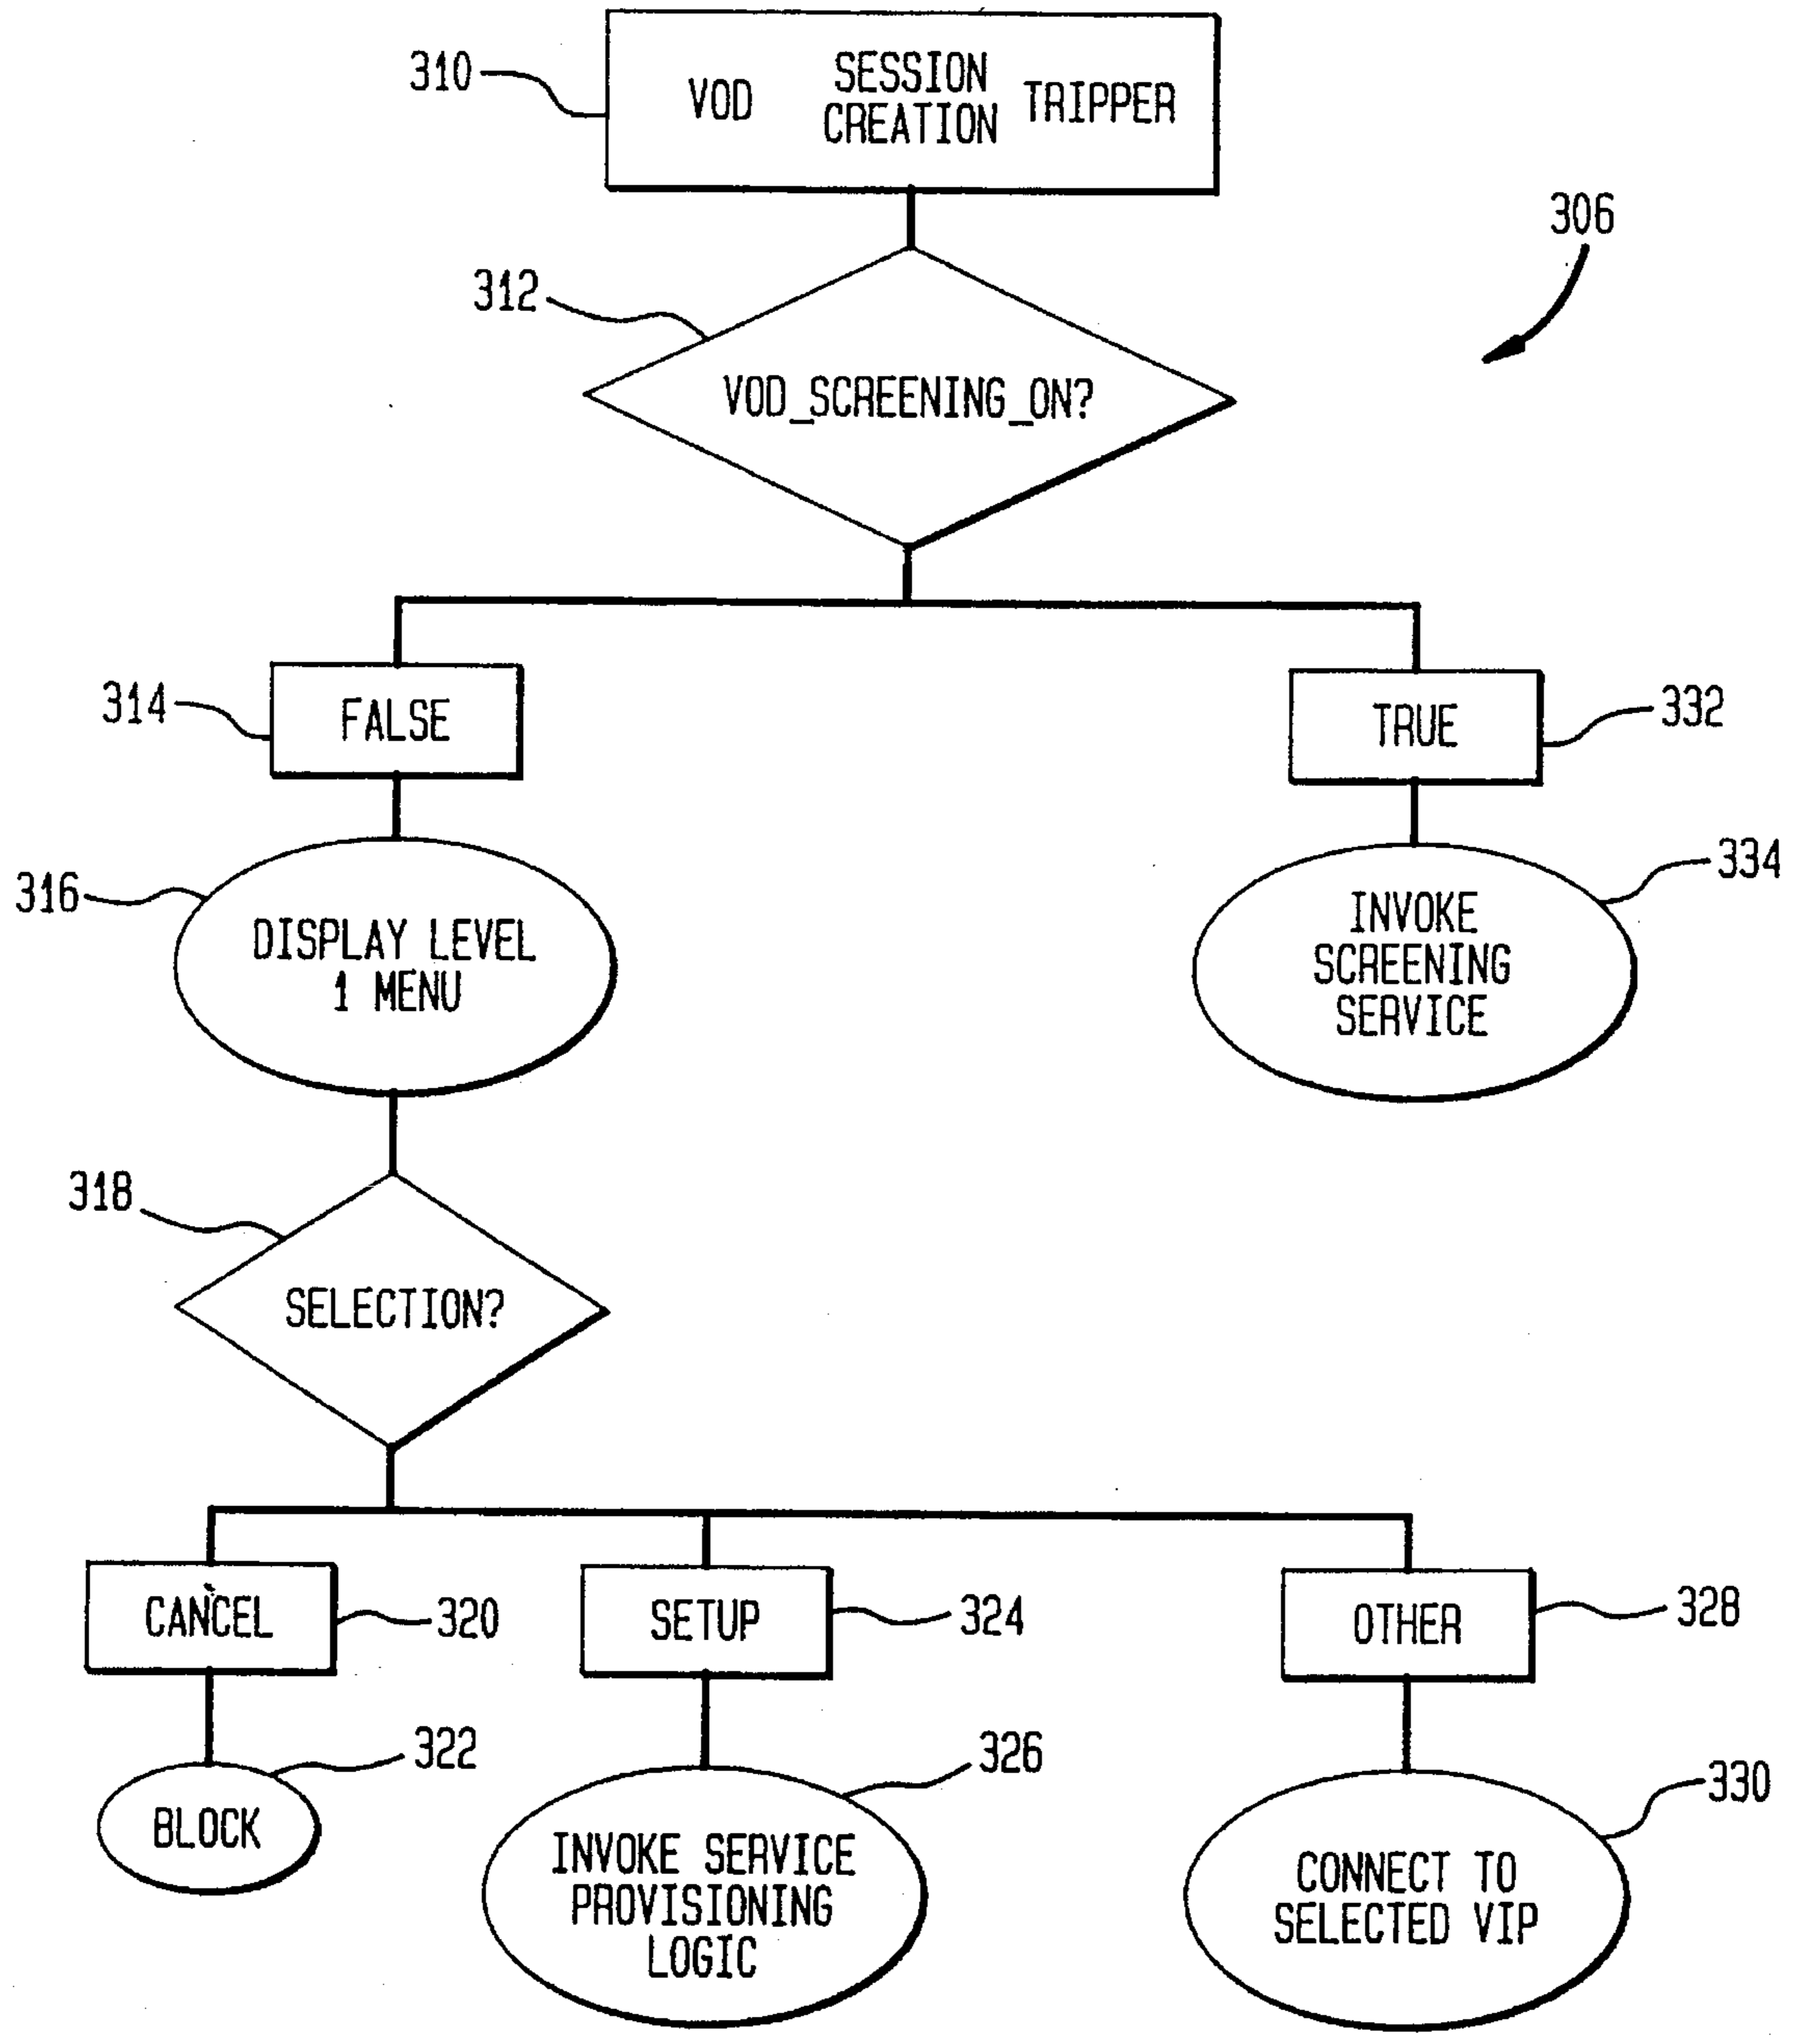 310
VOD SESSION CREATION TRIPPER
306
312
VOD_SCREENING_ON?
314
FALSE
TRUE
332
316
DISPLAY LEVEL
1 MENU
334
INVOKE
SCREENING
SERVICE
318
SELECTION?
CANCEL
320
SETUP
324
OTHER
328
322
BLOCK
326
INVOKE SERVICE
PROVISIONING
LOGIC
330
CONNECT TO
SELECTED VIP